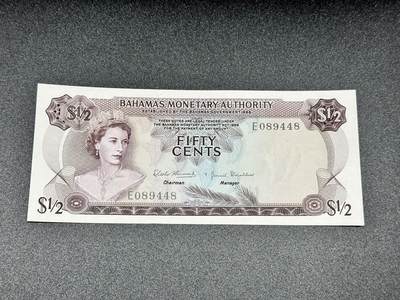 BAHAMAS MONETARY AUTHORITY
ESTABLISHED BY THE BAHAMAS GOVERNMENT 1968
$1/2
$1/2
THESE NOTES ARE LEGAL TENDER UNDER
THE BAHAMAS MONETARY AUTHORITY ACT 1968
FOR THE PAYMENT OF ANY AMOUNT
E089448
FIFTY
CENTS
E089448
Chairman
Manager
$1/2
$1/2